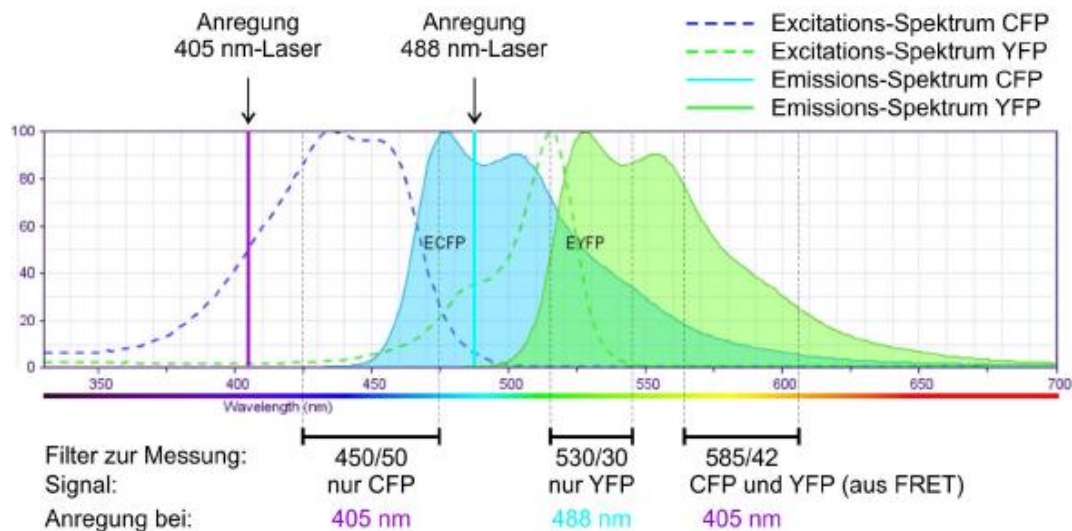 Anregung
405 nm-Laser
Anregung
488 nm-Laser
Excitations-Spektrum CFP
Excitations-Spektrum YFP
Emissions-Spektrum CFP
Emissions-Spektrum YFP
100
80
60
40
20
0
ECFP
EYFP
350 400 450 500 550 600 650 700
Wavelength (nm)
Filter zur Messung: 450/50 530/30 585/42
Signal: nur CFP nur YFP CFP und YFP (aus FRET)
Anregung bei: 405 nm 488 nm 405 nm